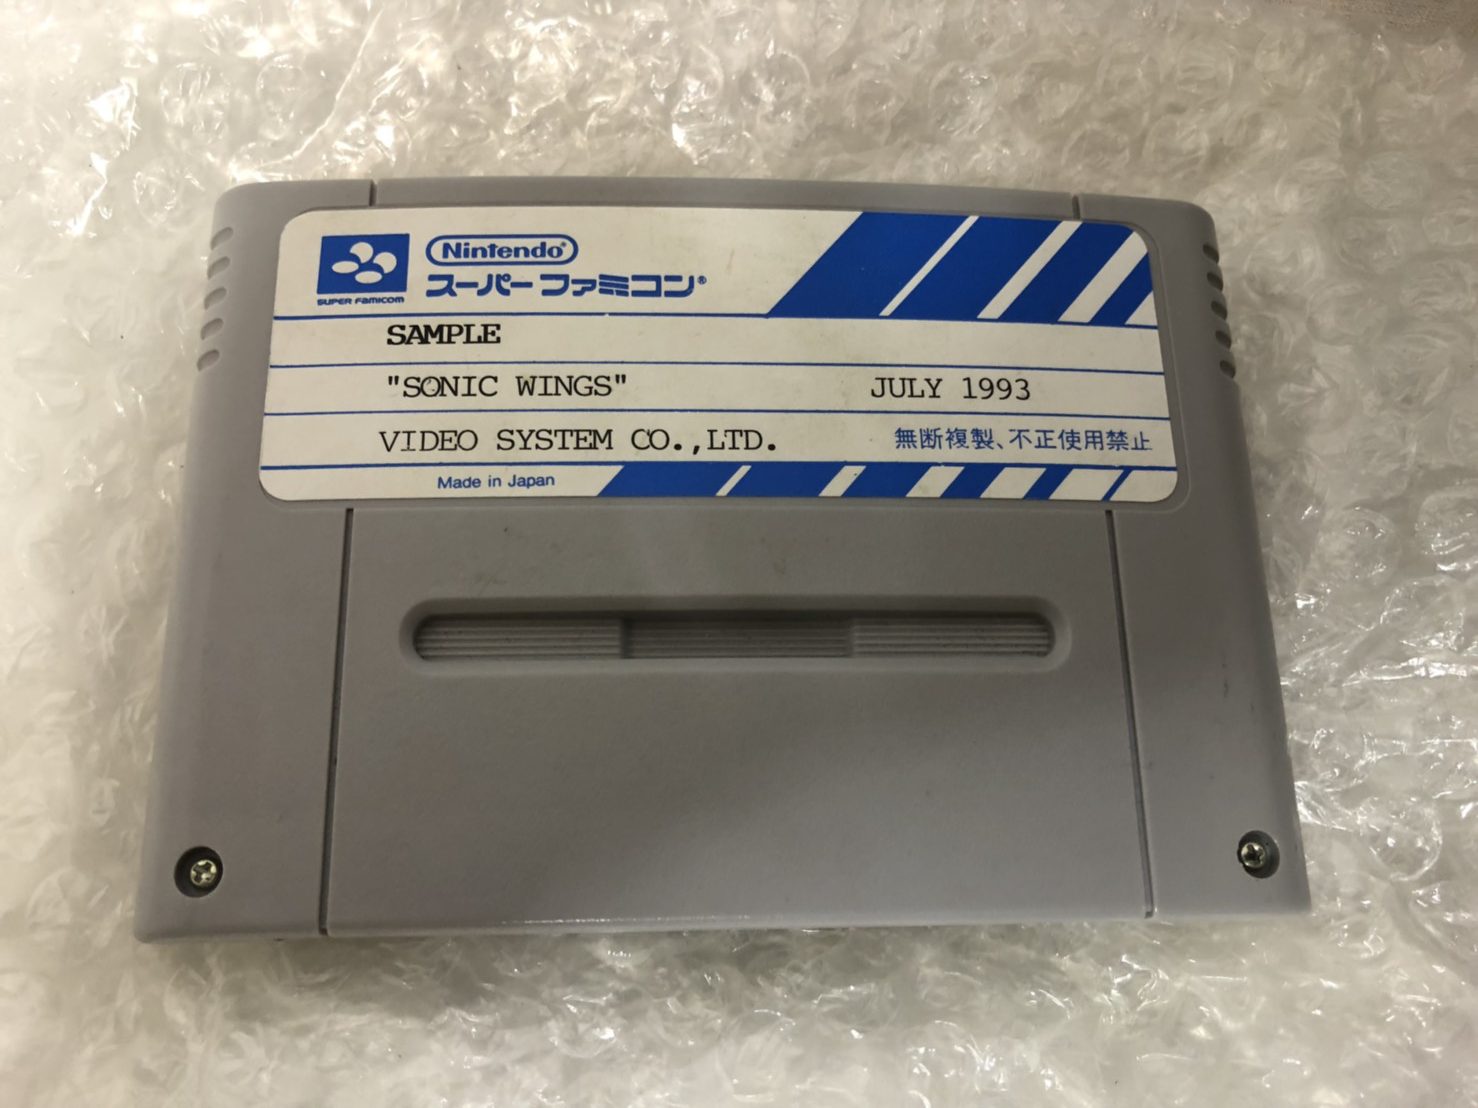 Nintendo®
SUPER FAMICOM
スーパーファミコン®
SAMPLE
"SONIC WINGS" JULY 1993
VIDEO SYSTEM CO.,LTD. 無断複製、不正使用禁止
Made in Japan